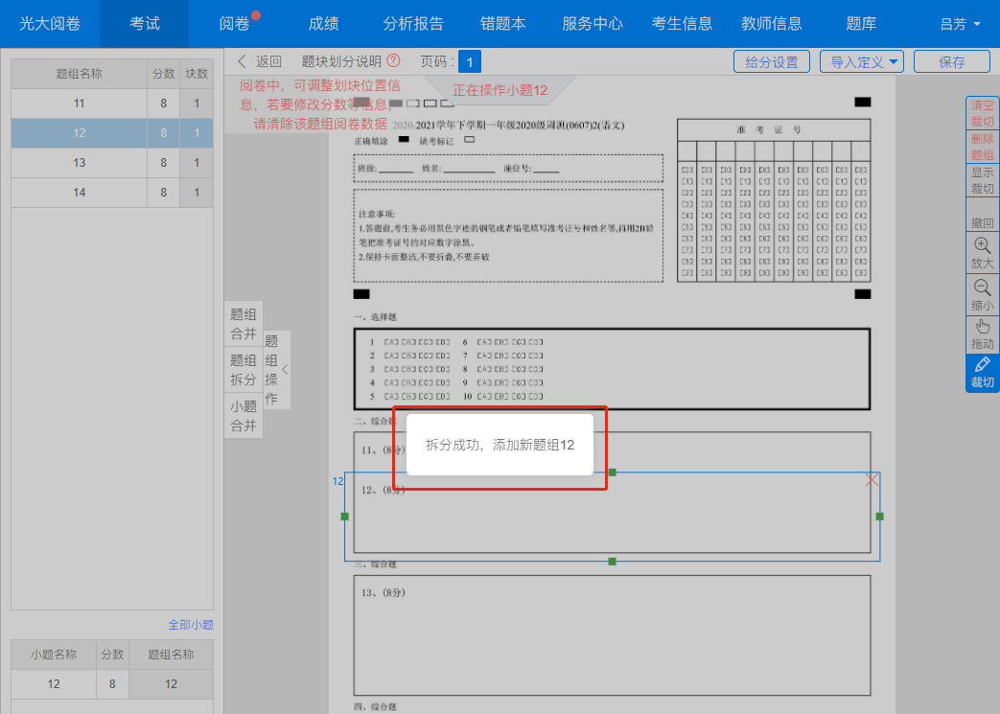 光大阅卷 考试 阅卷 成绩 分析报告 错题本 服务中心 考生信息 教师信息 题库 吕芳
题组名称 分数 块数
11 8 1
12 8 1
13 8 1
14 8 1
全部小题
小题名称 分数 题组名称
12 8 12
返回 题块划分说明 页码： 1 给分设置 导入定义 保存
阅卷中，可调整划块位置信
息，若要修改分数等信息，
请清除该题组阅卷数据
正在操作小题12
2020-2021学年下学期一年级2020级周测(0607)2(语文)
正确填涂 缺考标记
班级: 姓名: 座位号:
注意事项:
1.答题前,考生务必用黑色字迹的钢笔或者铅笔填写准考证号和姓名等,再用2B铅
笔把准考证号的对应数字涂黑。
2.保持卡面整洁,不要折叠,不要弄破
准 考 证 号
[0] [0] [0] [0] [0] [0] [0] [0] [0] [0]
[1] [1] [1] [1] [1] [1] [1] [1] [1] [1]
[2] [2] [2] [2] [2] [2] [2] [2] [2] [2]
[3] [3] [3] [3] [3] [3] [3] [3] [3] [3]
[4] [4] [4] [4] [4] [4] [4] [4] [4] [4]
[5] [5] [5] [5] [5] [5] [5] [5] [5] [5]
[6] [6] [6] [6] [6] [6] [6] [6] [6] [6]
[7] [7] [7] [7] [7] [7] [7] [7] [7] [7]
[8] [8] [8] [8] [8] [8] [8] [8] [8] [8]
[9] [9] [9] [9] [9] [9] [9] [9] [9] [9]
一、选择题
1 [A] [B] [C] [D] 6 [A] [B] [C] [D]
2 [A] [B] [C] [D] 7 [A] [B] [C] [D]
3 [A] [B] [C] [D] 8 [A] [B] [C] [D]
4 [A] [B] [C] [D] 9 [A] [B] [C] [D]
5 [A] [B] [C] [D] 10 [A] [B] [C] [D]
二、综合题
11、(8分)
拆分成功，添加新题组12
12
12、(8分)
三、综合题
13、(8分)
四、综合题
题组
合并
题组
拆分
小题
合并
题
组
操
作
清空
裁切
删除
题组
显示
裁切
撤回
放大
缩小
拖动
裁切